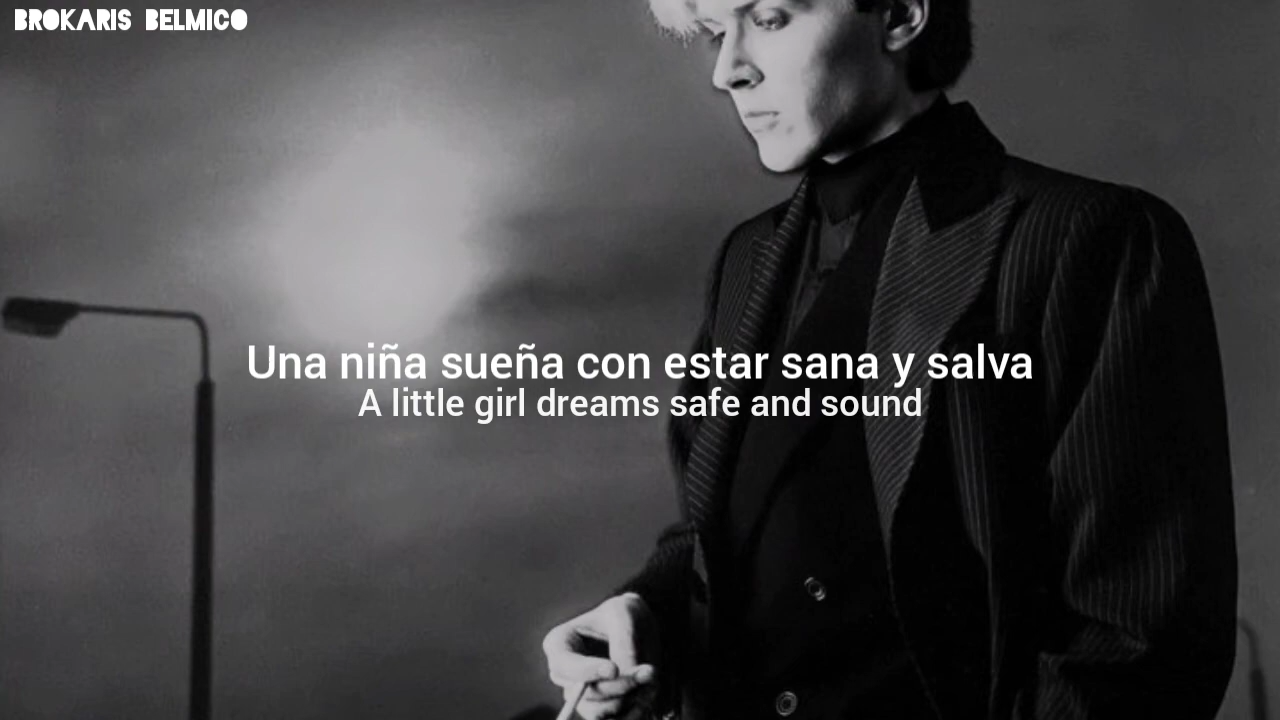 BROKARIS BELMICO
Una niña sueña con estar sana y salva
A little girl dreams safe and sound